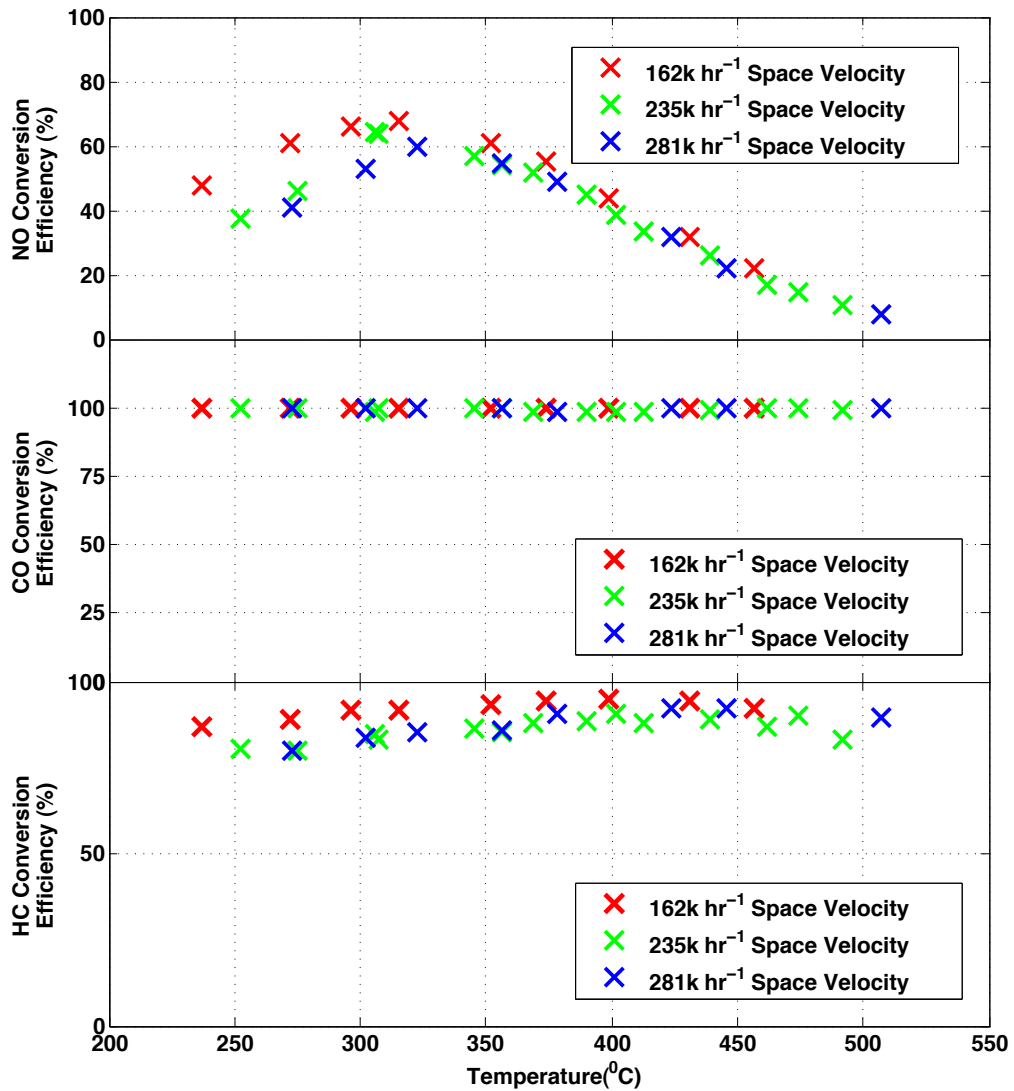 100
80
60
40
20
0
NO Conversion
Efficiency (%)
162k hr⁻¹ Space Velocity
235k hr⁻¹ Space Velocity
281k hr⁻¹ Space Velocity
100
75
50
25
0
CO Conversion
Efficiency (%)
162k hr⁻¹ Space Velocity
235k hr⁻¹ Space Velocity
281k hr⁻¹ Space Velocity
100
50
0
HC Conversion
Efficiency (%)
162k hr⁻¹ Space Velocity
235k hr⁻¹ Space Velocity
281k hr⁻¹ Space Velocity
200 250 300 350 400 450 500 550
Temperature(⁰C)